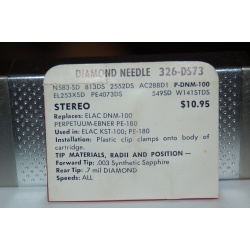 DIAMOND NEEDLE 326-DS73
N583-SD 813DS 2552DS AC28BD1 P-DNM-100
EL253XSD PE4073DS 549SD W141STDS
STEREO $10.95
Replaces: ELAC DNM-100
PERPETUUM-EBNER PE-180
Used in: ELAC KST-100; PE-180
Installation: Plastic clip clamps onto body of
cartridge.
TIP MATERIALS, RADII AND POSITION—
Forward Tip: .003 Synthetic Sapphire
Rear Tip: .7 mil DIAMOND
Speeds: ALL